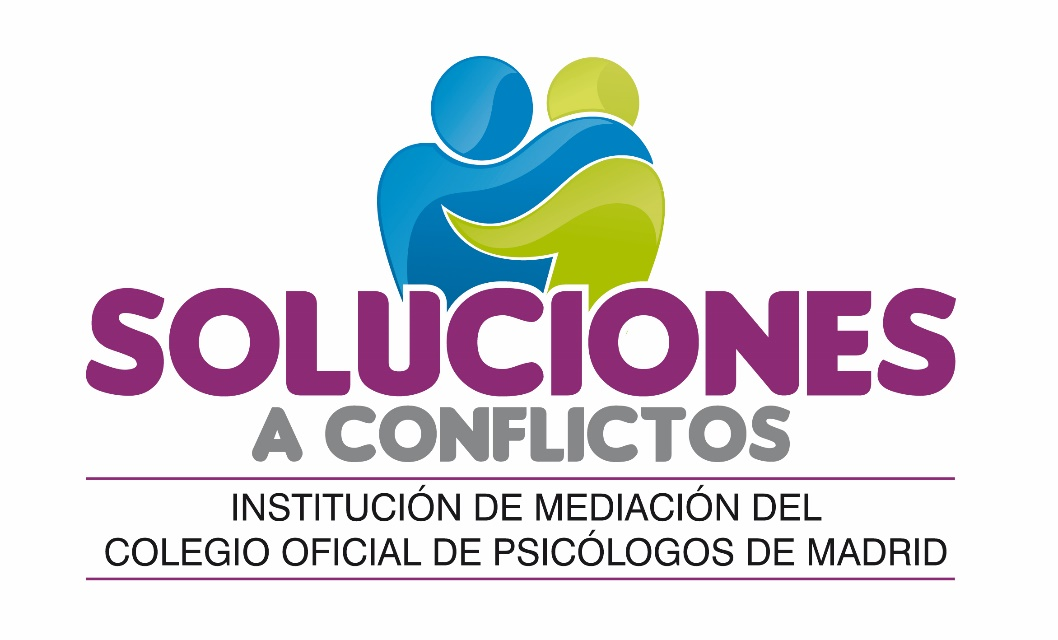 SOLUCIONES
A CONFLICTOS
INSTITUCIÓN DE MEDIACIÓN DEL
COLEGIO OFICIAL DE PSICÓLOGOS DE MADRID